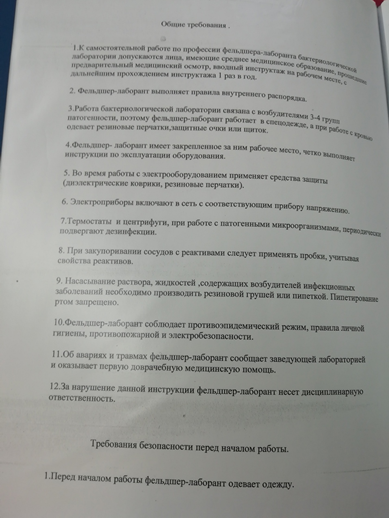 Общие требования .
1.К самостоятельной работе по профессии фельдшера-лаборанта бактериологической
лаборатории допускаются лица, имеющие среднее медицинское образование, прошедшие
предварительный медицинский осмотр, вводный инструктаж на рабочем месте, с
дальнейшим прохождением инструктажа 1 раз в год.
2. Фельдшер-лаборант выполняет правила внутреннего распорядка.
3.Работа бактериологической лаборатории связана с возбудителями 3-4 групп
патогенности, поэтому фельдшер-лаборант работает в спецодежде, а при работе с кровью
одевает резиновые перчатки,защитные очки или щиток.
4.Фельдшер- лаборант имеет закрепленное за ним рабочее место, четко выполняет
инструкции по эксплуатации оборудования.
5. Во время работы с электрооборудованием применяет средства защиты
(диэлектрические коврики, резиновые перчатки).
6. Электроприборы включают в сеть с соответствующим прибору напряжением.
7.Термостаты и центрифуги, при работе с патогенными микроорганизмами, периодически
подвергают дезинфекции.
8. При закупоривании сосудов с реактивами следует применять пробки, учитывая
свойства реактивов.
9. Насасывание раствора, жидкостей ,содержащих возбудителей инфекционных
заболеваний необходимо производить резиновой грушей или пипеткой. Пипетирование
ртом запрещено.
10.Фельдшер-лаборант соблюдает противоэпидемический режим, правила личной
гигиены, противопожарной и электробезопасности.
11.Об авариях и травмах фельдшер-лаборант сообщает заведующей лабораторией
и оказывает первую доврачебную медицинскую помощь.
12.За нарушение данной инструкции фельдшер-лаборант несет дисциплинарную
ответственность.
Требования безопасности перед началом работы.
1.Перед началом работы фельдшер-лаборант одевает одежду.